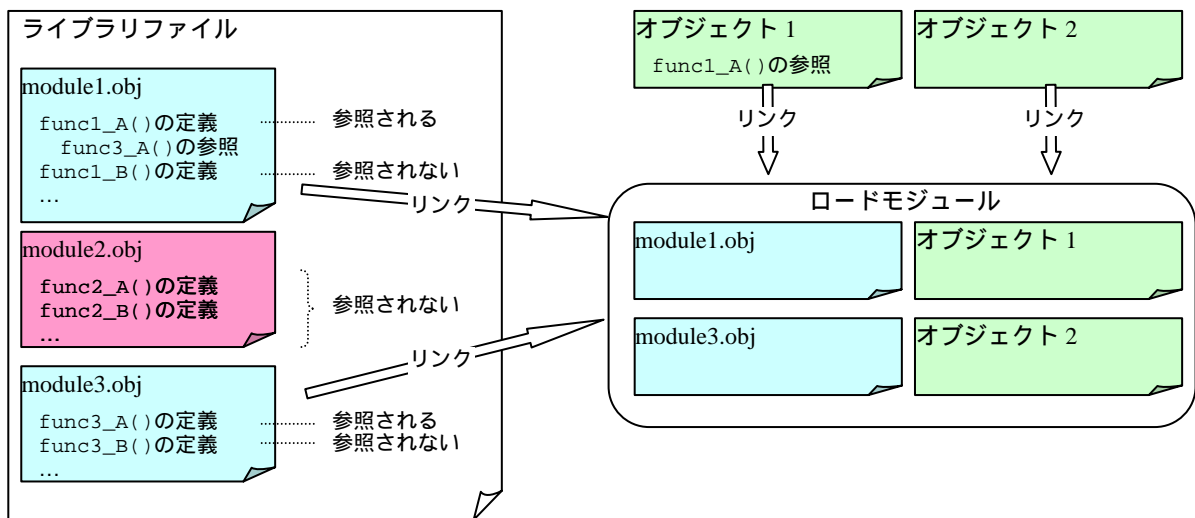 ライブラリファイル
module1.obj
func1_A()の定義
参照される
func3_A()の参照
func1_B()の定義
参照されない
…
リンク
module2.obj
func2_A()の定義
func2_B()の定義
…
参照されない
リンク
module3.obj
func3_A()の定義
参照される
func3_B()の定義
参照されない
…
オブジェクト 1
func1_A()の参照
リンク
オブジェクト 2
リンク
ロードモジュール
module1.obj
オブジェクト 1
module3.obj
オブジェクト 2